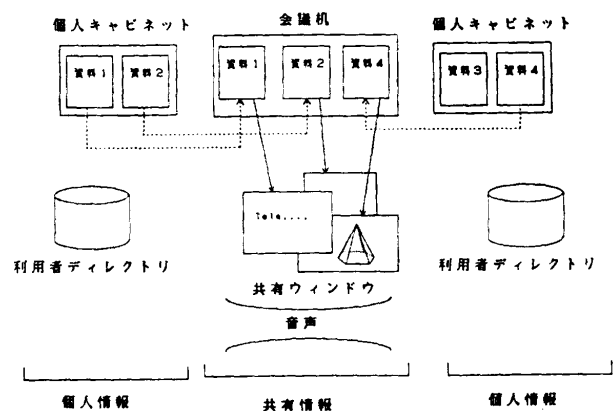 個人キャビネット
会議机
個人キャビネット
資料1
資料2
資料1
資料2
資料4
資料3
資料4
Tele....
利用者ディレクトリ
利用者ディレクトリ
共有ウィンドウ
音声
個人情報
共有情報
個人情報